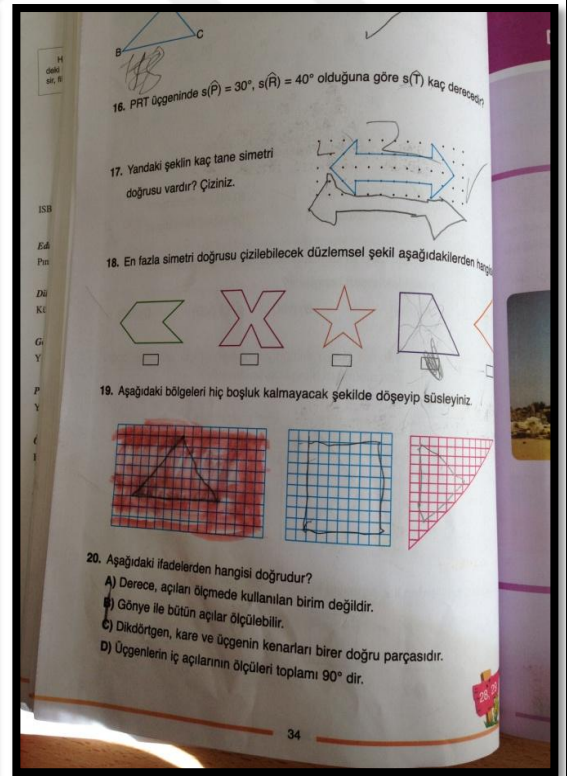 B
C
H
deki
16. PRT üçgeninde s(P̂) = 30°, s(R̂) = 40° olduğuna göre s(T̂) kaç derecedir?
17. Yandaki şeklin kaç tane simetri
doğrusu vardır? Çiziniz.
ISB
18. En fazla simetri doğrusu çizilebilecek düzlemsel şekil aşağıdakilerden
19. Aşağıdaki bölgeleri hiç boşluk kalmayacak şekilde döşeyip süsleyiniz.
20. Aşağıdaki ifadelerden hangisi doğrudur?
A) Derece, açıları ölçmede kullanılan birim değildir.
B) Gönye ile bütün açılar ölçülebilir.
C) Dikdörtgen, kare ve üçgenin kenarları birer doğru parçasıdır.
D) Üçgenlerin iç açılarının ölçüleri toplamı 90° dir.
34